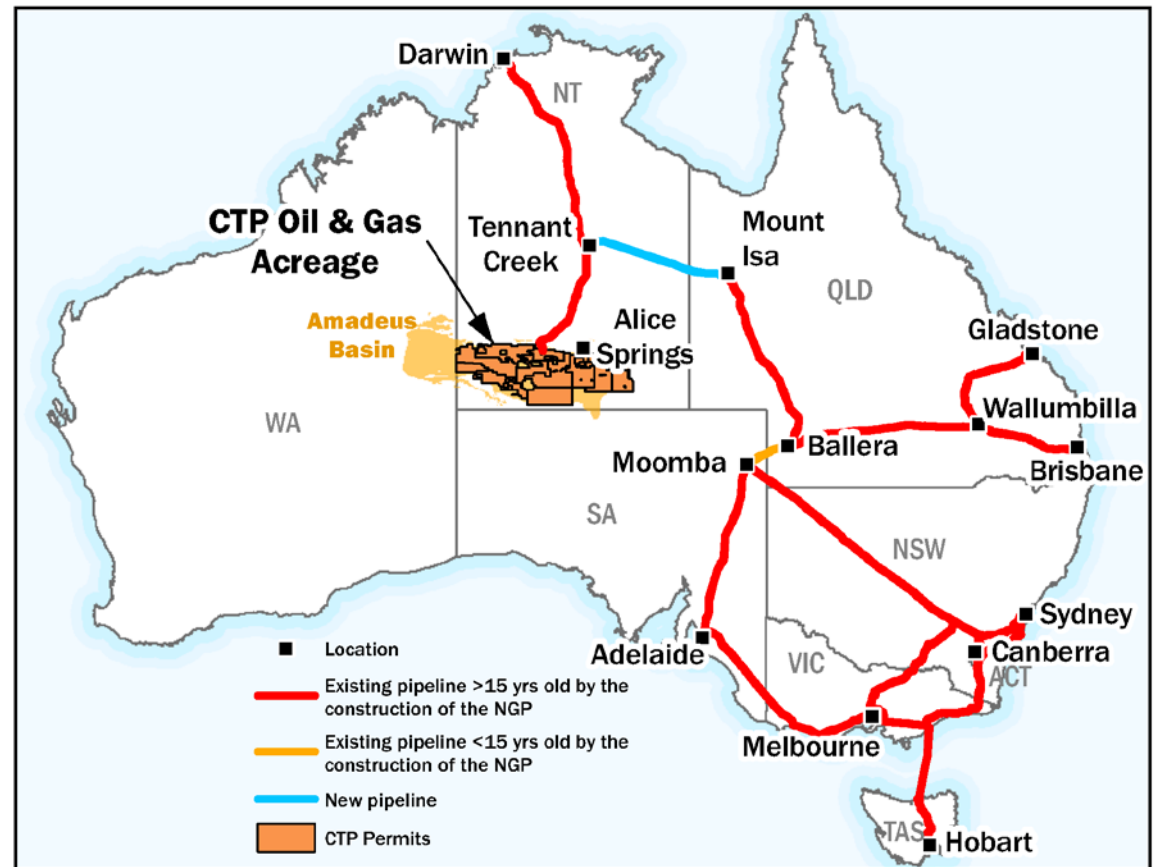 Darwin
NT
CTP Oil & Gas
Acreage
Tennant
Creek
Mount
Isa
QLD
Amadeus
Basin
Alice
Springs
Gladstone
WA
Wallumbilla
Ballera
Moomba
Brisbane
SA
NSW
Sydney
Adelaide
VIC
Canberra
ACT
Melbourne
TAS
Hobart
Location
Existing pipeline >15 yrs old by the
construction of the NGP
Existing pipeline <15 yrs old by the
construction of the NGP
New pipeline
CTP Permits